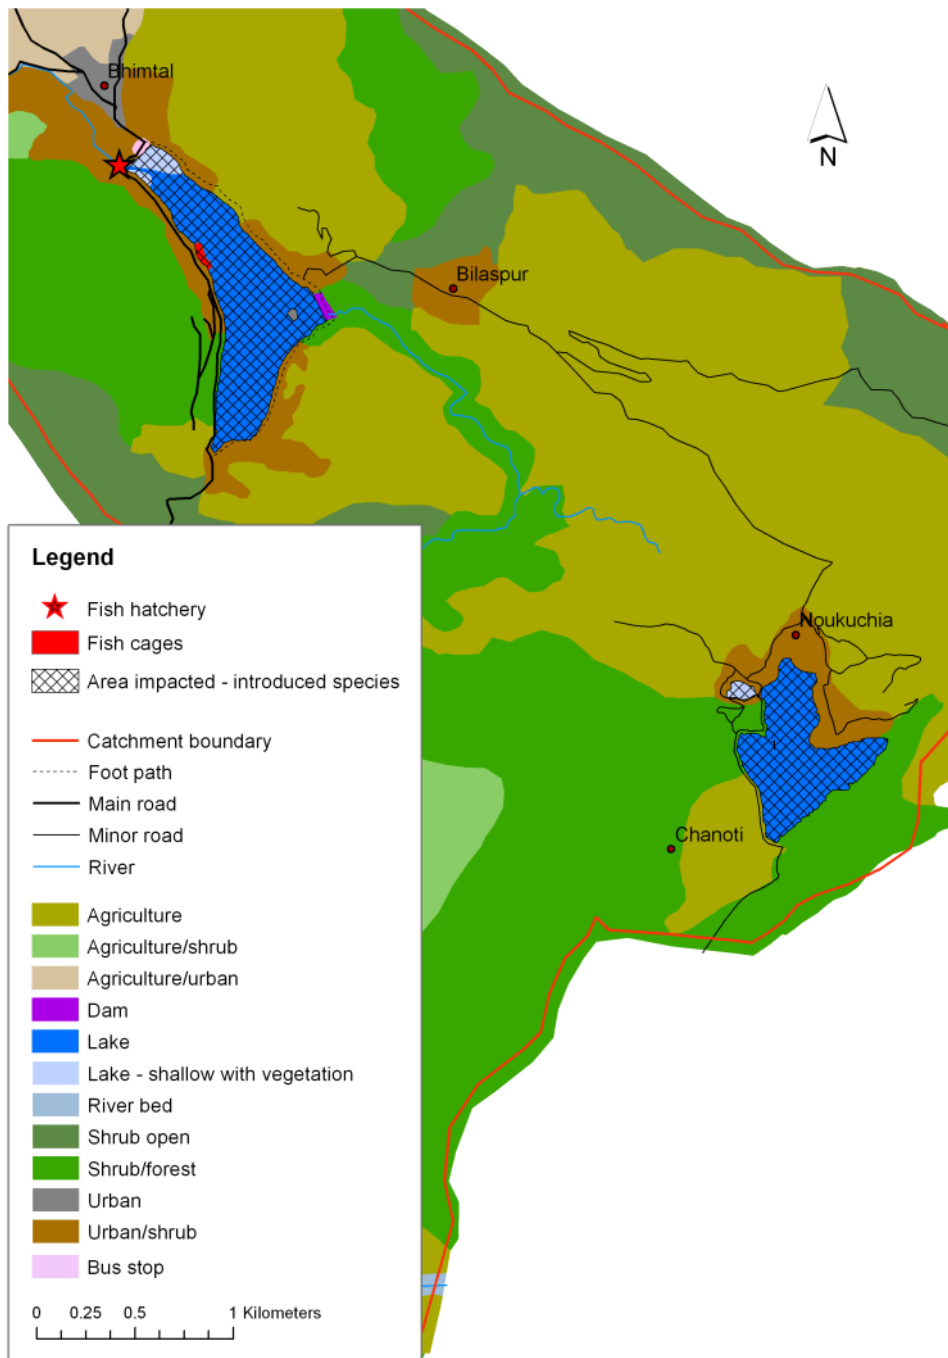 Bhimtal
N
Bilaspur
Noukuchia
Chanoti
Legend
Fish hatchery
Fish cages
Area impacted - introduced species
Catchment boundary
Foot path
Main road
Minor road
River
Agriculture
Agriculture/shrub
Agriculture/urban
Dam
Lake
Lake - shallow with vegetation
River bed
Shrub open
Shrub/forest
Urban
Urban/shrub
Bus stop
0 0.25 0.5 1 Kilometers